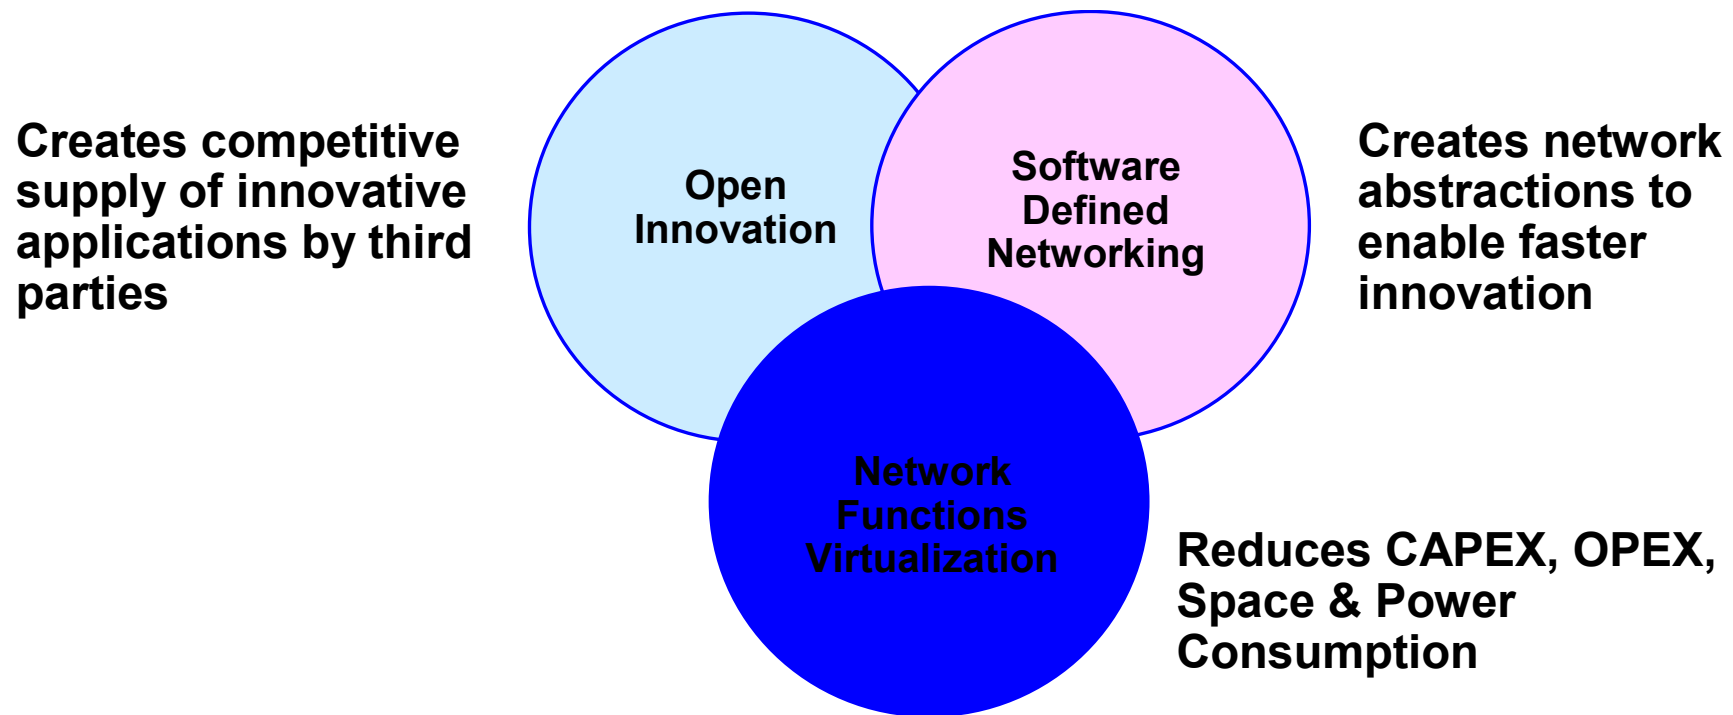 Creates competitive
supply of innovative
applications by third
parties
Open
Innovation
Software
Defined
Networking
Creates network
abstractions to
enable faster
innovation
Network
Functions
Virtualization
Reduces CAPEX, OPEX,
Space & Power
Consumption